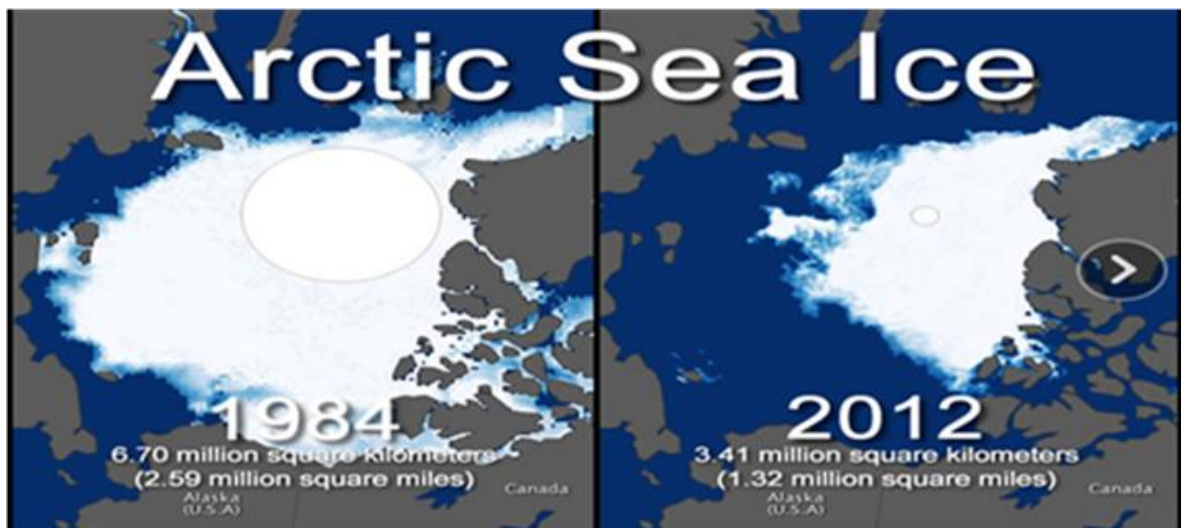 Arctic Sea Ice
1984
6.70 million square kilometers
(2.59 million square miles)
Alaska
(U.S.A)
Canada
2012
3.41 million square kilometers
(1.32 million square miles)
Alaska
(U.S.A)
Canada